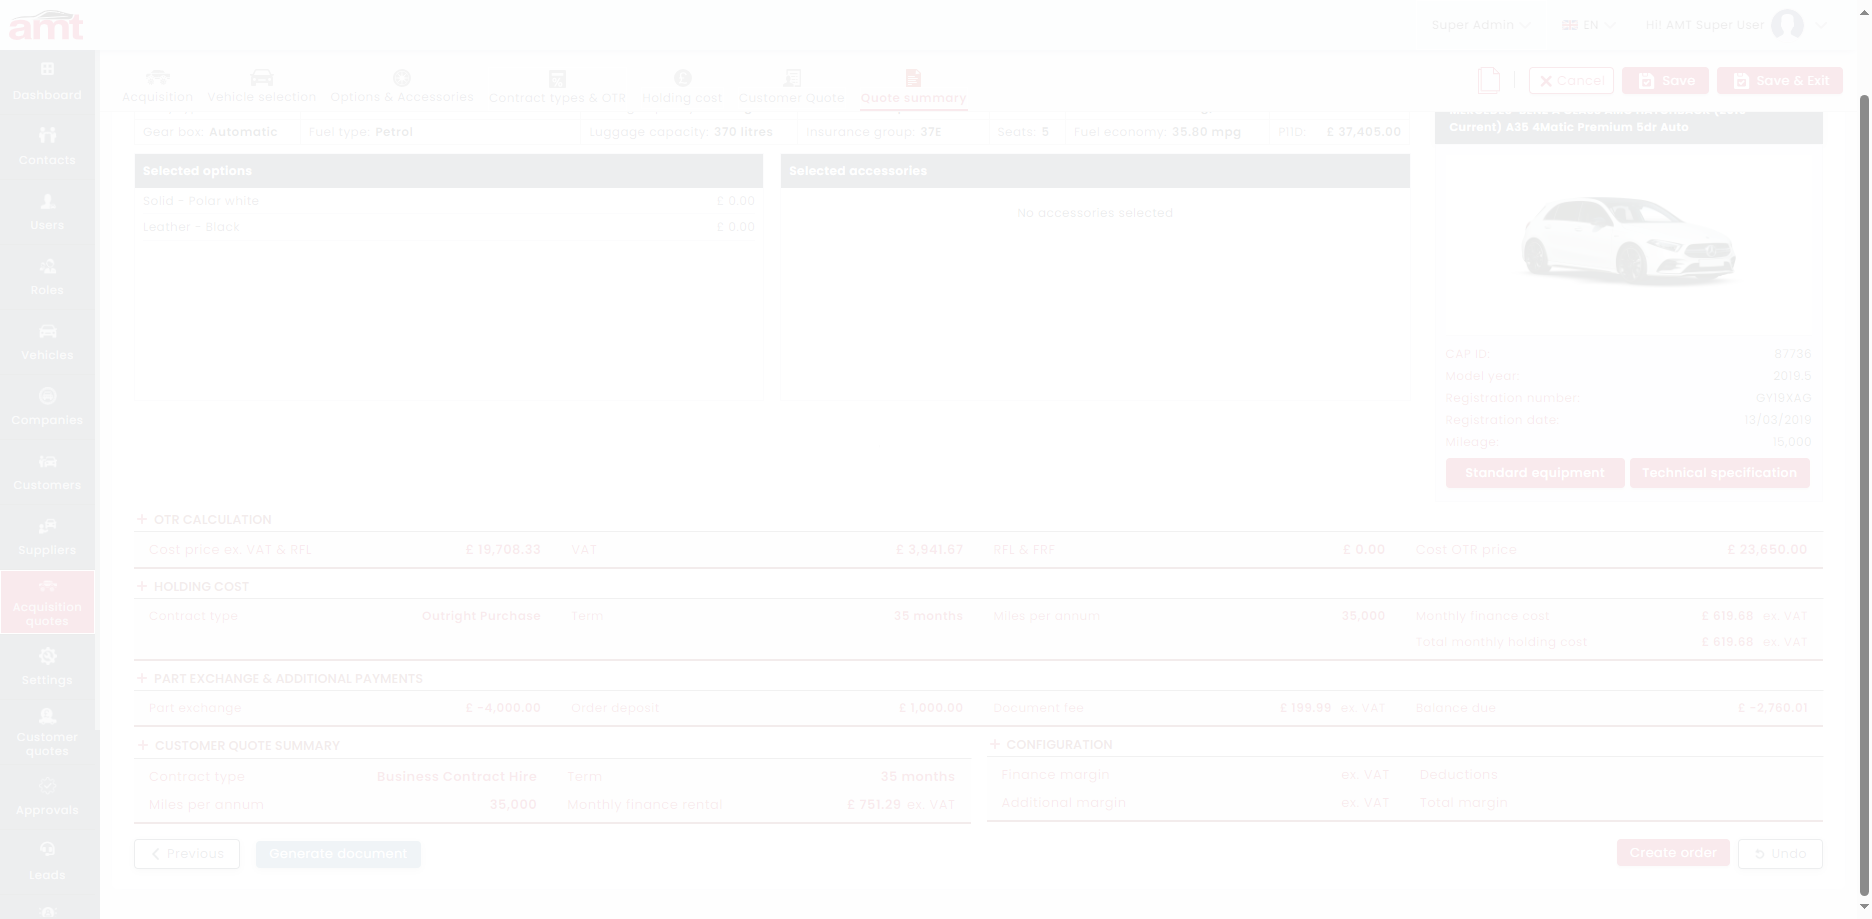 amt
Super Admin
EN
Hi! AMT Super User
Dashboard
Contacts
Users
Roles
Vehicles
Companies
Customers
Suppliers
Acquisition
quotes
Settings
Customer
quotes
Approvals
Leads
Acquisition
Vehicle selection
Options & Accessories
Contract types & OTR
Holding cost
Customer Quote
Quote summary
Cancel
Save
Save & Exit
Gear box: Automatic
Fuel type: Petrol
Luggage capacity: 370 litres
Insurance group: 37E
Seats: 5
Fuel economy: 35.80 mpg
P11D: £ 37,405.00
Current) A35 4Matic Premium 5dr Auto
Selected options
Solid - Polar white £ 0.00
Leather - Black £ 0.00
Selected accessories
No accessories selected
CAP ID: 87736
Model year: 2019.5
Registration number: GY19XAG
Registration date: 13/03/2019
Mileage: 15,000
Standard equipment
Technical specification
+ OTR CALCULATION
Cost price ex. VAT & RFL £ 19,708.33 VAT £ 3,941.67 RFL & FRF £ 0.00 Cost OTR price £ 23,650.00
+ HOLDING COST
Contract type Outright Purchase Term 35 months Miles per annum 35,000 Monthly finance cost £ 619.68 ex. VAT
Total monthly holding cost £ 619.68 ex. VAT
+ PART EXCHANGE & ADDITIONAL PAYMENTS
Part exchange £ -4,000.00 Order deposit £ 1,000.00 Document fee £ 199.99 ex. VAT Balance due £ -2,760.01
+ CUSTOMER QUOTE SUMMARY
Contract type Business Contract Hire Term 35 months
Miles per annum 35,000 Monthly finance rental £ 751.29 ex. VAT
+ CONFIGURATION
Finance margin ex. VAT Deductions
Additional margin ex. VAT Total margin
Previous
Generate document
Create order
Undo